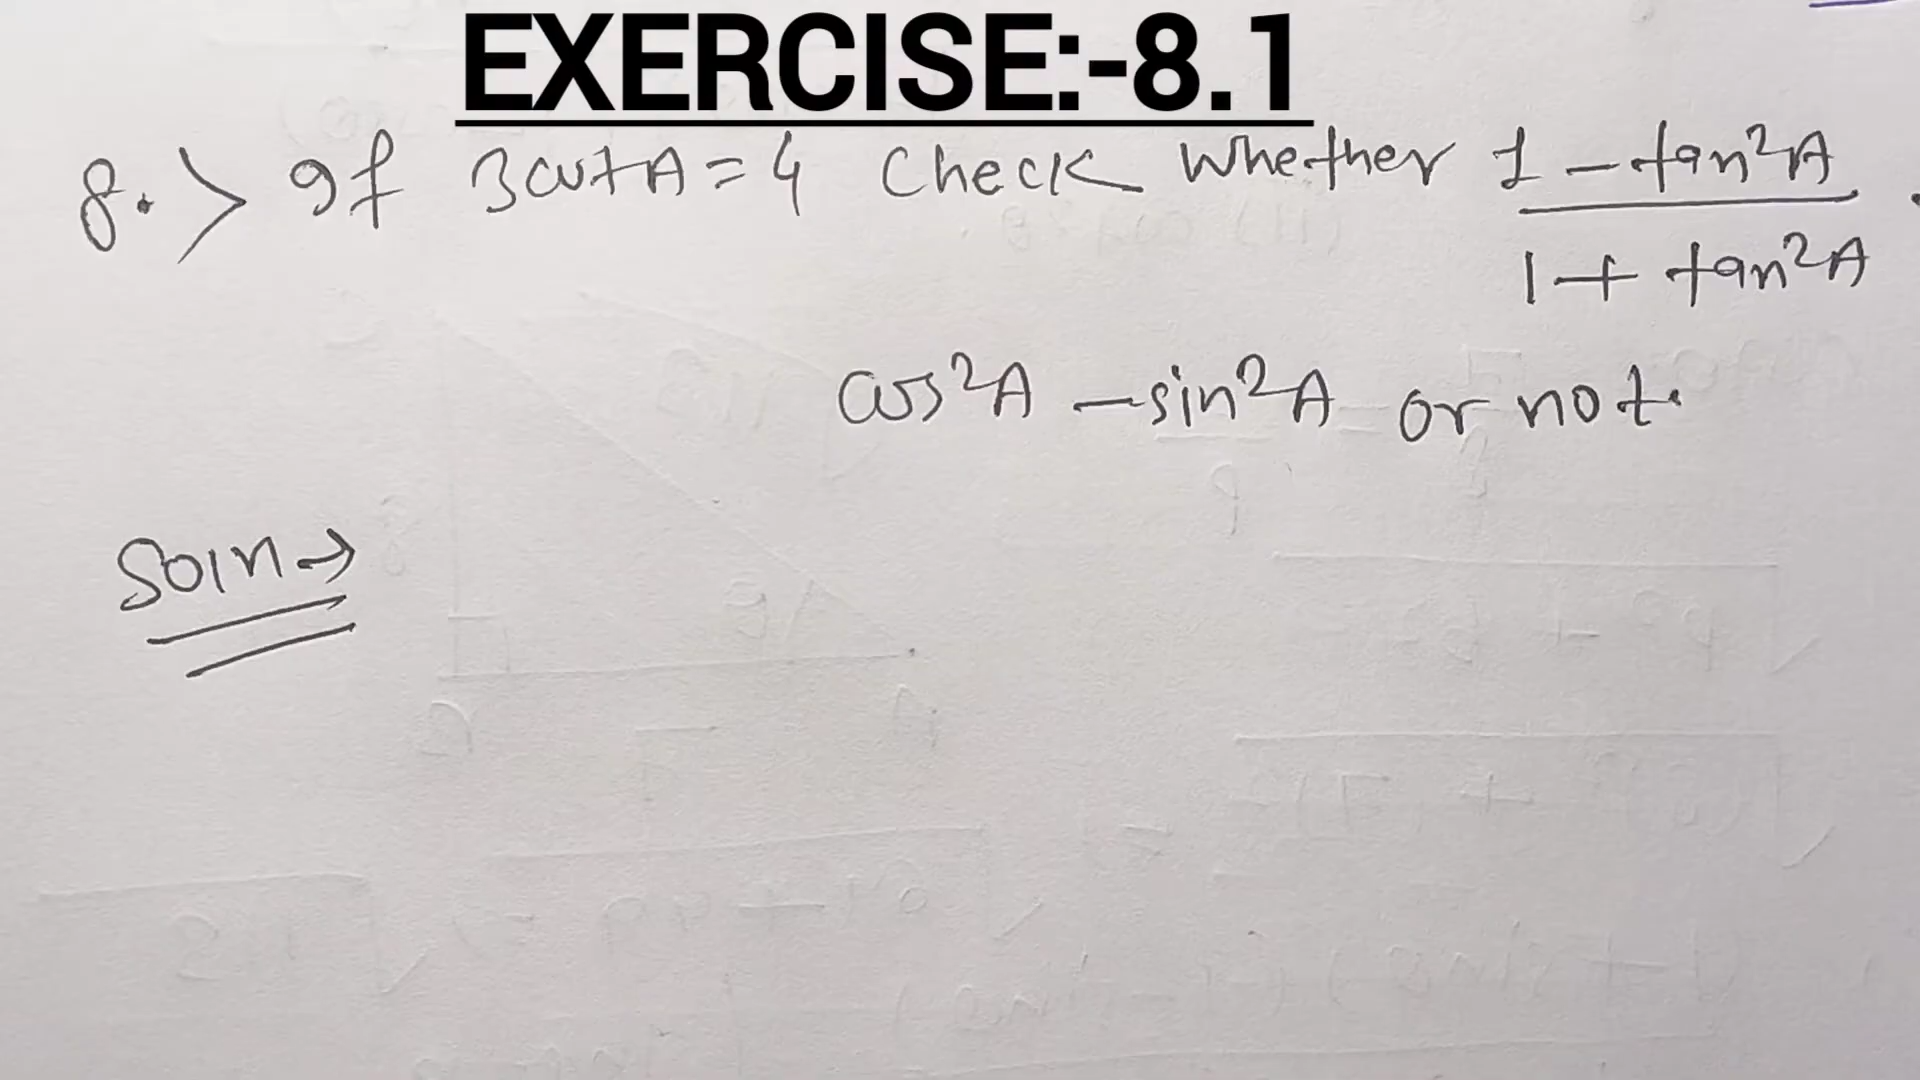 EXERCISE:-8.1
8.> If 3cotA = 4 Check Whether 1 - tan²A
1 + tan²A
cos²A - sin²A or not.
Soln→